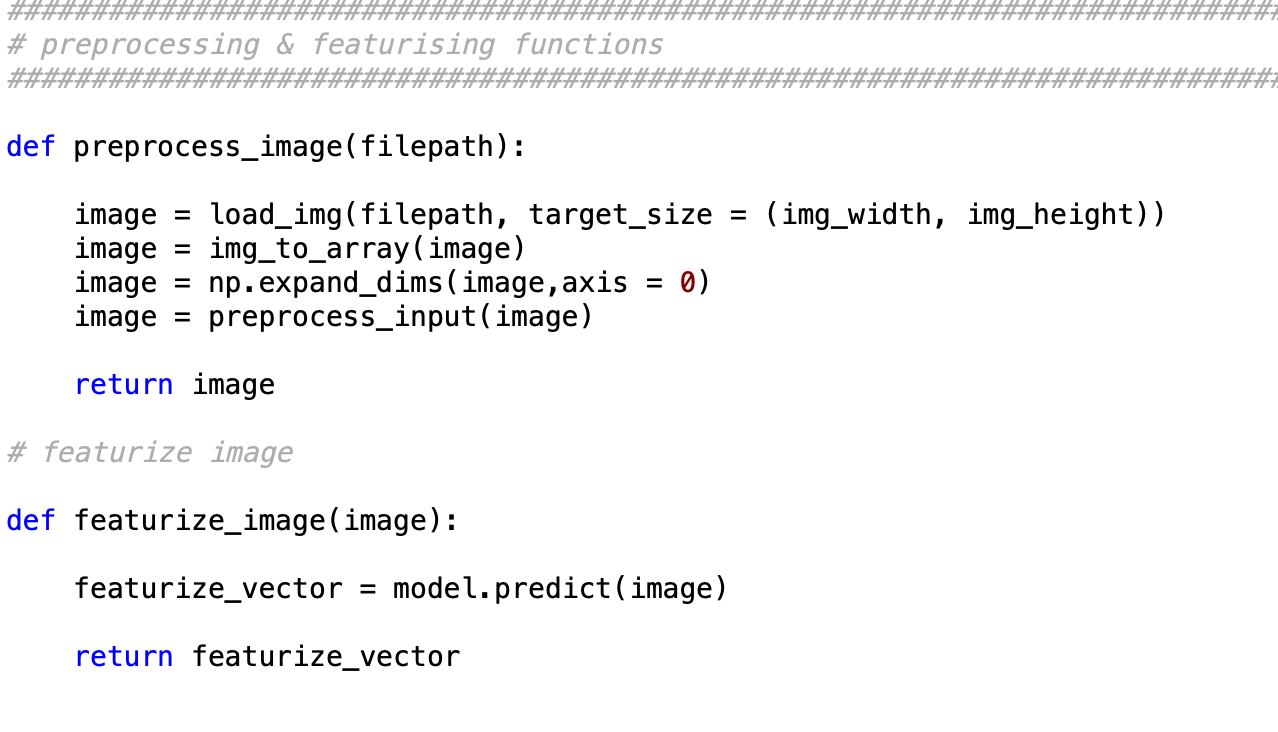 ############################################################################
# preprocessing & featurising functions
############################################################################
def preprocess_image(filepath):
    image = load_img(filepath, target_size = (img_width, img_height))
    image = img_to_array(image)
    image = np.expand_dims(image,axis = 0)
    image = preprocess_input(image)
    return image
# featurize image
def featurize_image(image):
    featurize_vector = model.predict(image)
    return featurize_vector